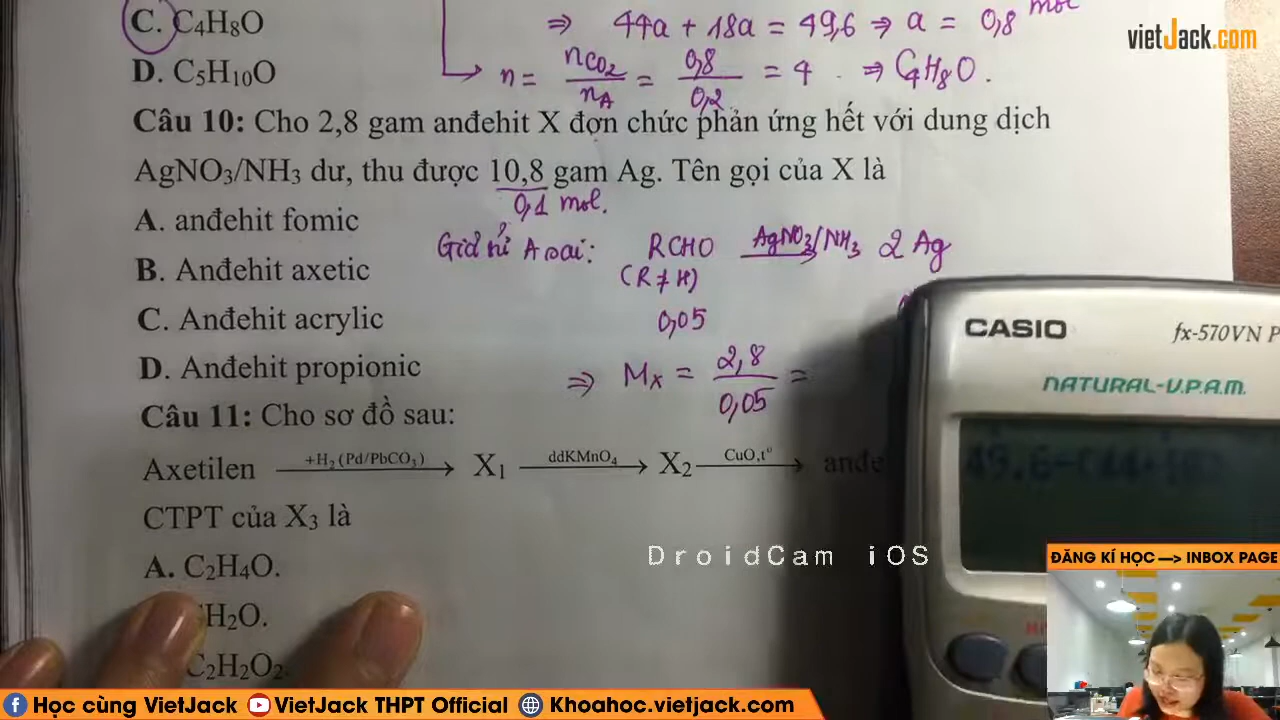 C. C₄H₈O
⇒ 44a + 18a = 49,6 ⇒ a = 0,8 mol
vietJack.com
D. C₅H₁₀O
n = nCO₂/nA = 0,8/0,2 = 4 ⇒ C₄H₈O.
Câu 10: Cho 2,8 gam anđehit X đơn chức phản ứng hết với dung dịch
AgNO₃/NH₃ dư, thu được 10,8 gam Ag. Tên gọi của X là
0,1 mol.
A. anđehit fomic
Giả sử A oai: RCHO AgNO₃/NH₃ 2 Ag
(R ≠ H)
B. Anđehit axetic
C. Anđehit acrylic
0,05
D. Anđehit propionic
⇒ Mx = 2,8/0,05 =
Câu 11: Cho sơ đồ sau:
Axetilen +H₂(Pd/PbCO₃) X₁ ddKMnO₄ X₂ CuO,t° anđe
CTPT của X₃ là
A. C₂H₄O.
H₂O.
C₂H₂O₂.
CASIO
fx-570VN P
NATURAL-V.P.A.M.
DroidCam iOS
ĐĂNG KÍ HỌC —> INBOX PAGE
Học cùng VietJack VietJack THPT Official Khoahoc.vietjack.com